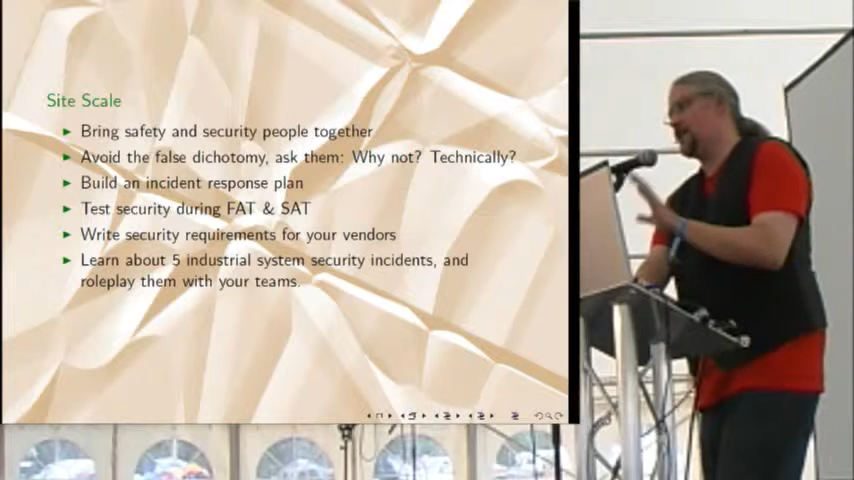 Site Scale
Bring safety and security people together
Avoid the false dichotomy, ask them: Why not? Technically?
Build an incident response plan
Test security during FAT & SAT
Write security requirements for your vendors
Learn about 5 industrial system security incidents, and
roleplay them with your teams.